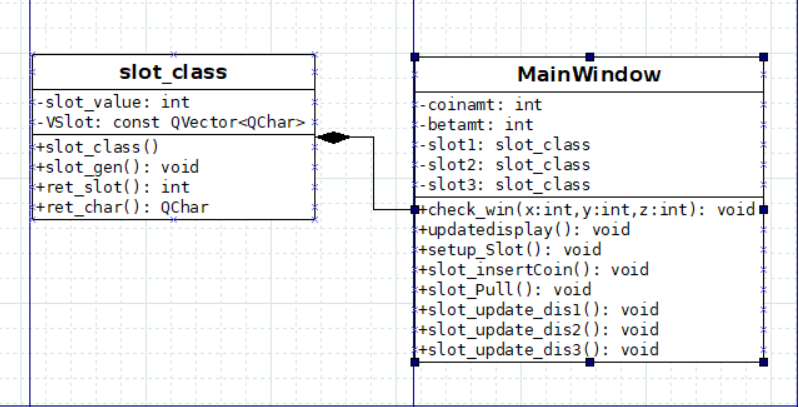 slot_class
-slot_value: int
-VSlot: const QVector<QChar>
+slot_class()
+slot_gen(): void
+ret_slot(): int
+ret_char(): QChar
MainWindow
-coinamt: int
-betamt: int
-slot1: slot_class
-slot2: slot_class
-slot3: slot_class
+check_win(x:int,y:int,z:int): void
+updatedisplay(): void
+setup_Slot(): void
+slot_insertCoin(): void
+slot_Pull(): void
+slot_update_dis1(): void
+slot_update_dis2(): void
+slot_update_dis3(): void